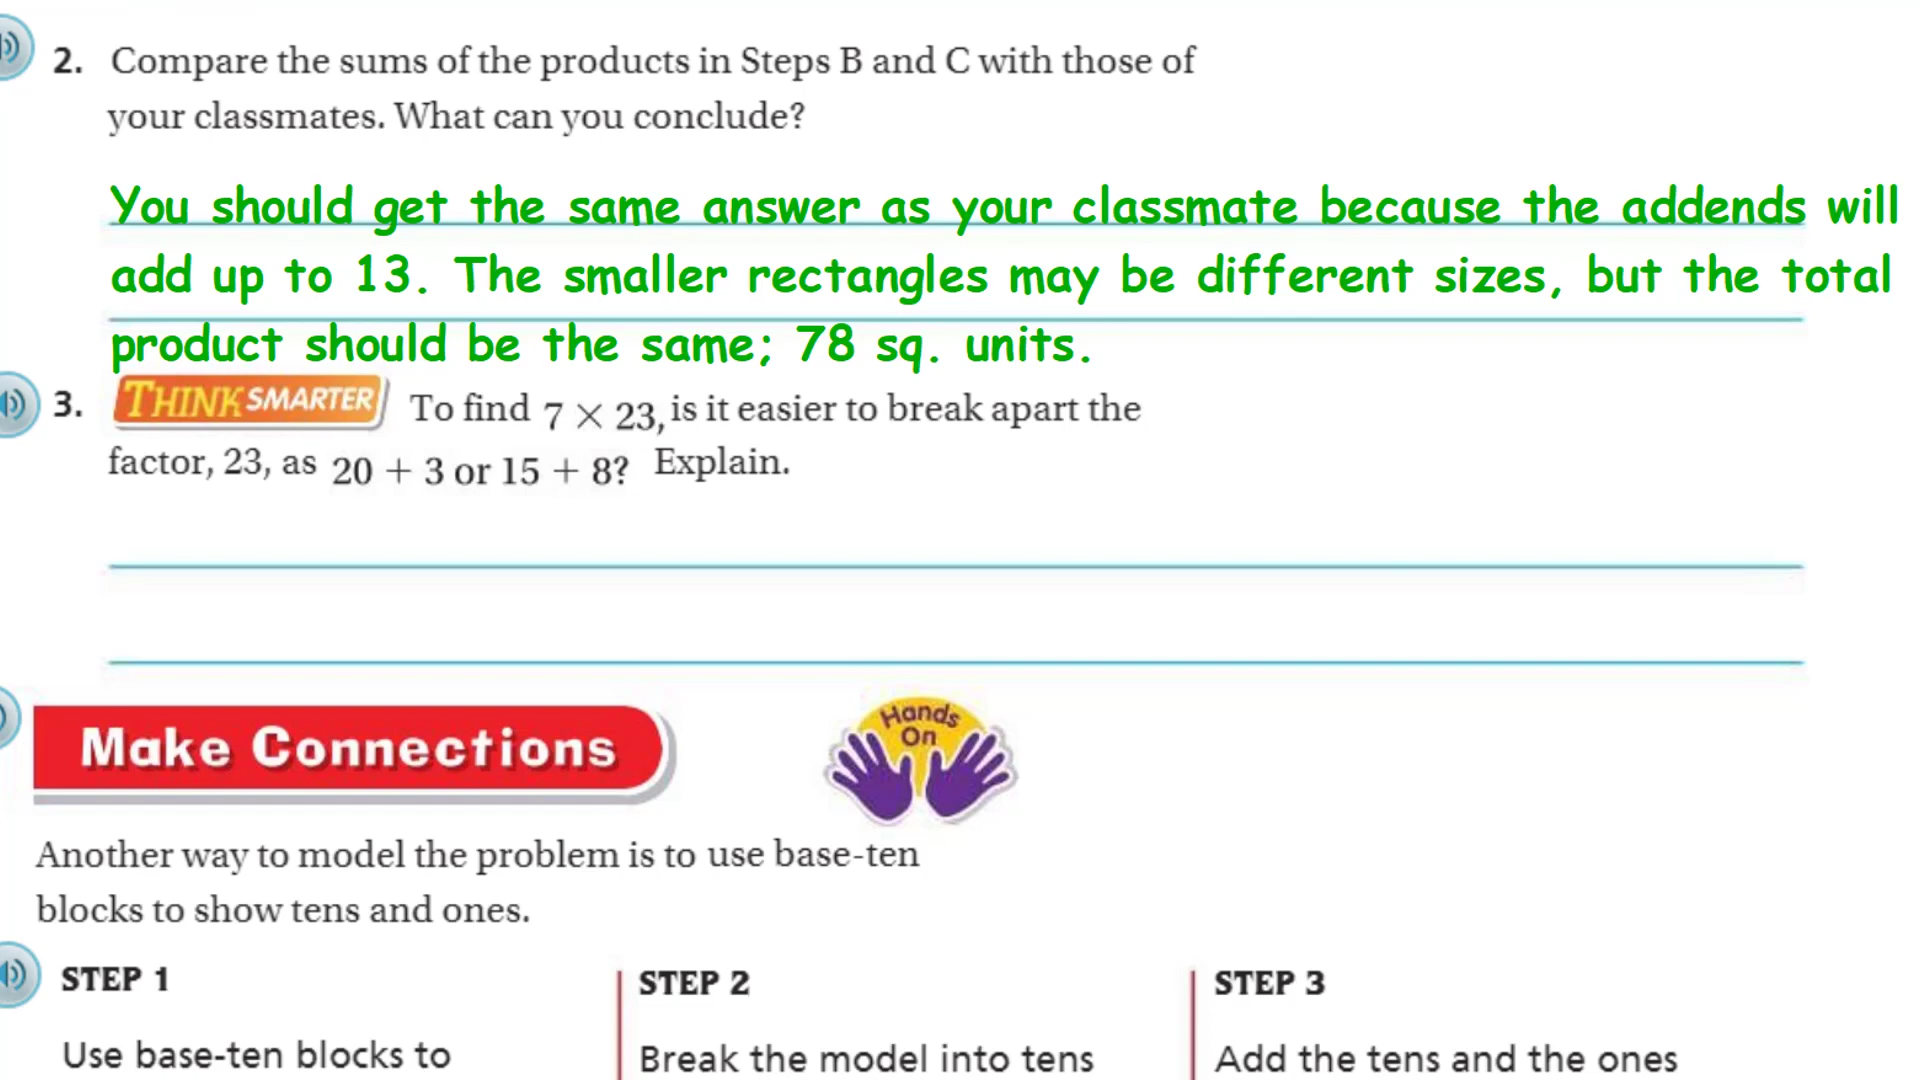 2. Compare the sums of the products in Steps B and C with those of
your classmates. What can you conclude?
You should get the same answer as your classmate because the addends will
add up to 13. The smaller rectangles may be different sizes, but the total
product should be the same; 78 sq. units.
3. THINK SMARTER To find 7 × 23, is it easier to break apart the
factor, 23, as 20 + 3 or 15 + 8? Explain.
Make Connections
Hands
On
Another way to model the problem is to use base-ten
blocks to show tens and ones.
STEP 1
Use base-ten blocks to
STEP 2
Break the model into tens
STEP 3
Add the tens and the ones